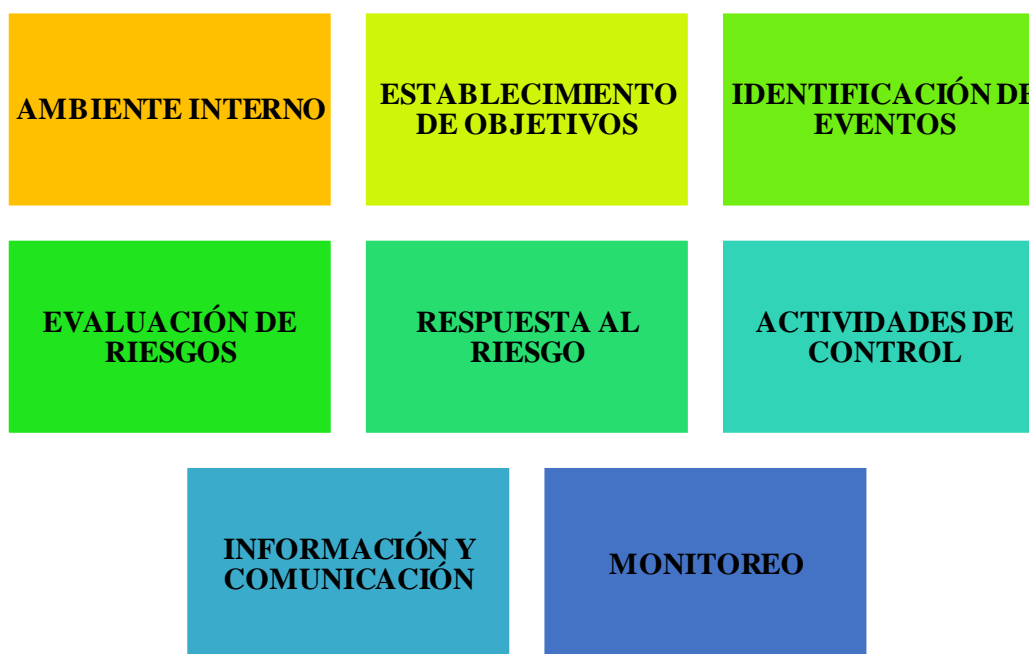 AMBIENTE INTERNO
ESTABLECIMIENTO
DE OBJETIVOS
IDENTIFICACIÓN DE
EVENTOS
EVALUACIÓN DE
RIESGOS
RESPUESTA AL
RIESGO
ACTIVIDADES DE
CONTROL
INFORMACIÓN Y
COMUNICACIÓN
MONITOREO